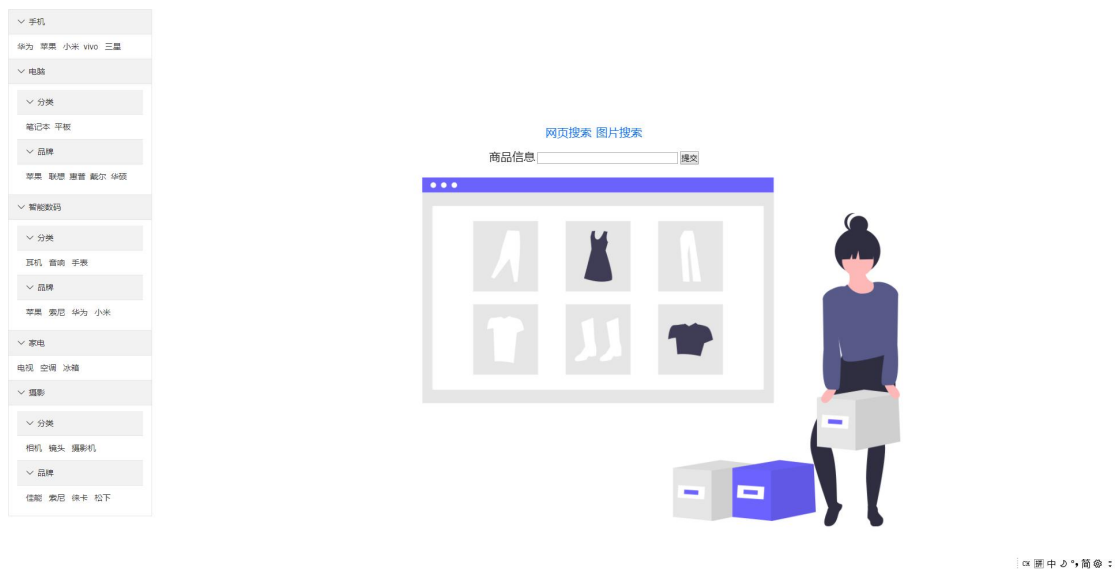 手机
华为 苹果 小米 vivo 三星
电脑
分类
笔记本 平板
品牌
苹果 联想 惠普 戴尔 华硕
智能数码
分类
耳机 音响 手表
品牌
苹果 索尼 华为 小米
家电
电视 空调 冰箱
摄影
分类
相机 镜头 摄影机
品牌
佳能 索尼 徕卡 松下
网页搜索 图片搜索
商品信息 提交
拼 中 简